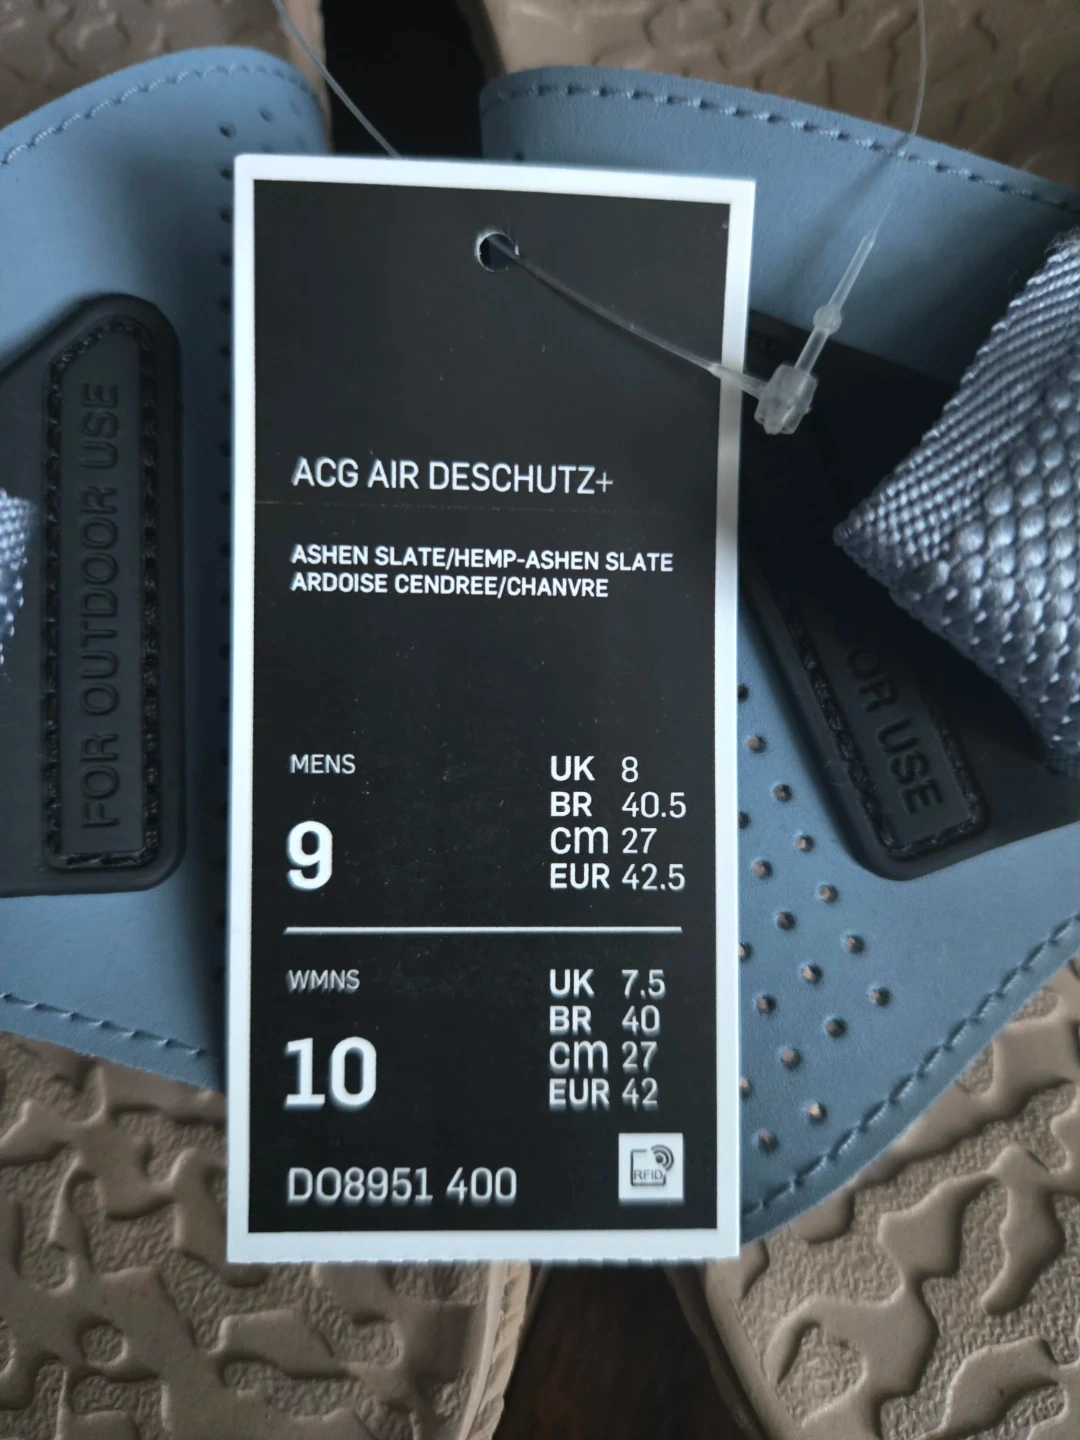 ACG AIR DESCHUTZ+
ASHEN SLATE/HEMP-ASHEN SLATE
ARDOISE CENDREE/CHANVRE
MENS
9
UK 8
BR 40.5
cm 27
EUR 42.5
WMNS
10
UK 7.5
BR 40
cm 27
EUR 42
DO8951 400
RFID
FOR OUTDOOR USE
OR USE